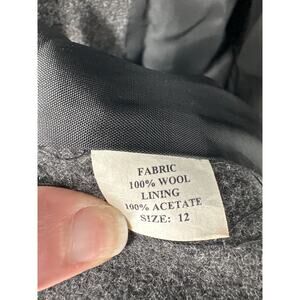 FABRIC
100% WOOL
LINING
100% ACETATE
SIZE: 12